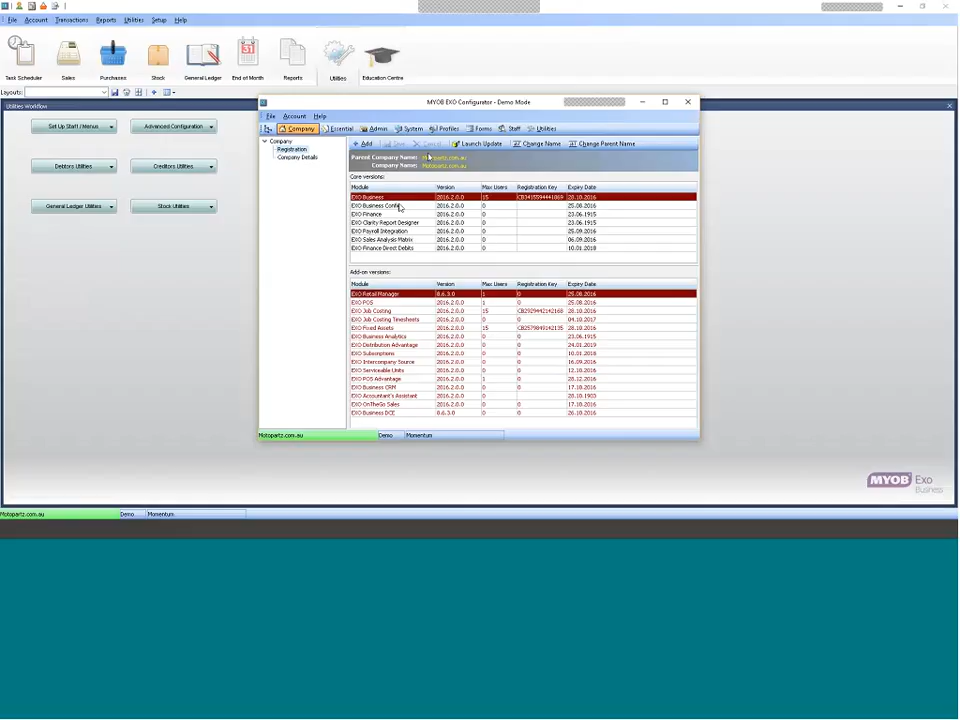 File Account Transactions Reports Utilities Setup Help
Task Scheduler Sales Purchases Stock General Ledger End of Month Reports Utilities Education Centre
Layouts:
Utilities Workflow
Set Up Staff / Menus Advanced Configuration
Debtors Utilities Creditors Utilities
General Ledger Utilities Stock Utilities
MYOB EXO Configurator - Demo Mode
File Account Help
Company Essential Admin System Profiles Forms Staff Utilities
Company
Registration
Company Details
Add Save Cancel Launch Update Change Name Change Parent Name
Parent Company Name: Motopartz.com.au
Company Name: Motopartz.com.au
Core versions:
Module Version Max Users Registration Key Expiry Date
EXO Business 2016.2.0.0 15 28.10.2016
EXO Business Config 2016.2.0.0 0 25.08.2016
EXO Finance 2016.2.0.0 0 23.06.1915
EXO Clarity Report Designer 2016.2.0.0 0 23.06.1915
EXO Payroll Integration 2016.2.0.0 0 25.09.2016
EXO Sales Analysis Matrix 2016.2.0.0 0 06.09.2016
EXO Finance Direct Debits 2016.2.0.0 0 10.01.2018
Add-on versions:
Module Version Max Users Registration Key Expiry Date
EXO Retail Manager 8.6.3.0 1 0 25.08.2016
EXO POS 2016.2.0.0 1 0 25.08.2016
EXO Job Costing 2016.2.0.0 15 CB2929442142160 28.10.2016
EXO Job Costing Timesheets 2016.2.0.0 0 0 04.10.2017
EXO Fixed Assets 2016.2.0.0 15 CB2579849142135 28.10.2016
EXO Business Analytics 2016.2.0.0 0 0 23.06.1915
EXO Distribution Advantage 2016.2.0.0 0 0 24.01.2019
EXO Subscriptions 2016.2.0.0 0 0 10.01.2018
EXO Intercompany Source 2016.2.0.0 0 0 16.09.2016
EXO Serviceable Units 2016.2.0.0 0 0 12.10.2016
EXO POS Advantage 2016.2.0.0 1 0 28.12.2016
EXO Business CRM 2016.2.0.0 0 0 17.10.2016
EXO Accountant's Assistant 2016.2.0.0 0 28.10.1903
EXO OnTheGo Sales 2016.2.0.0 0 0 17.10.2016
EXO Business DCE 8.6.3.0 0 0 26.10.2016
Motopartz.com.au Demo Momentum
MYOB Exo
Business
Motopartz.com.au Demo Momentum